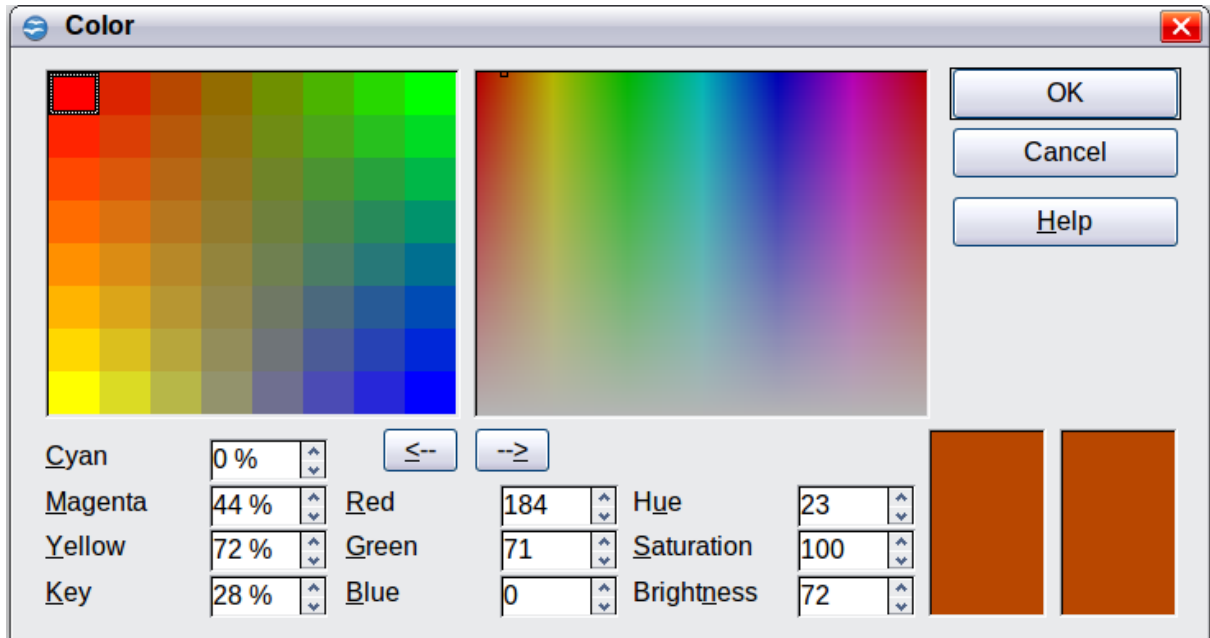 Color
OK
Cancel
Help
<-- -->
Cyan 0 %
Magenta 44 % Red 184 Hue 23
Yellow 72 % Green 71 Saturation 100
Key 28 % Blue 0 Brightness 72